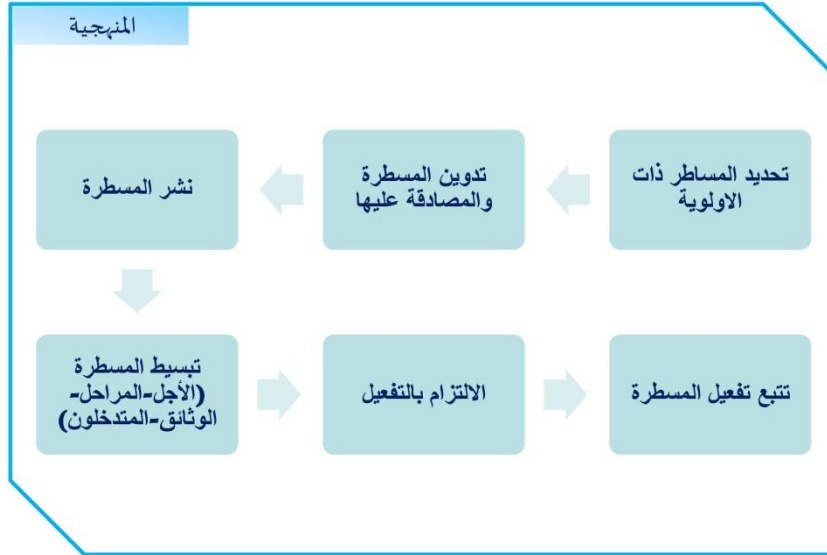 المنهجية
تحديد المساطر ذات
الاولوية
تدوين المسطرة
والمصادقة عليها
نشر المسطرة
تبسيط المسطرة
(الأجل-المراحل-
الوثائق-المتدخلون)
الالتزام بالتفعيل
تتبع تفعيل المسطرة